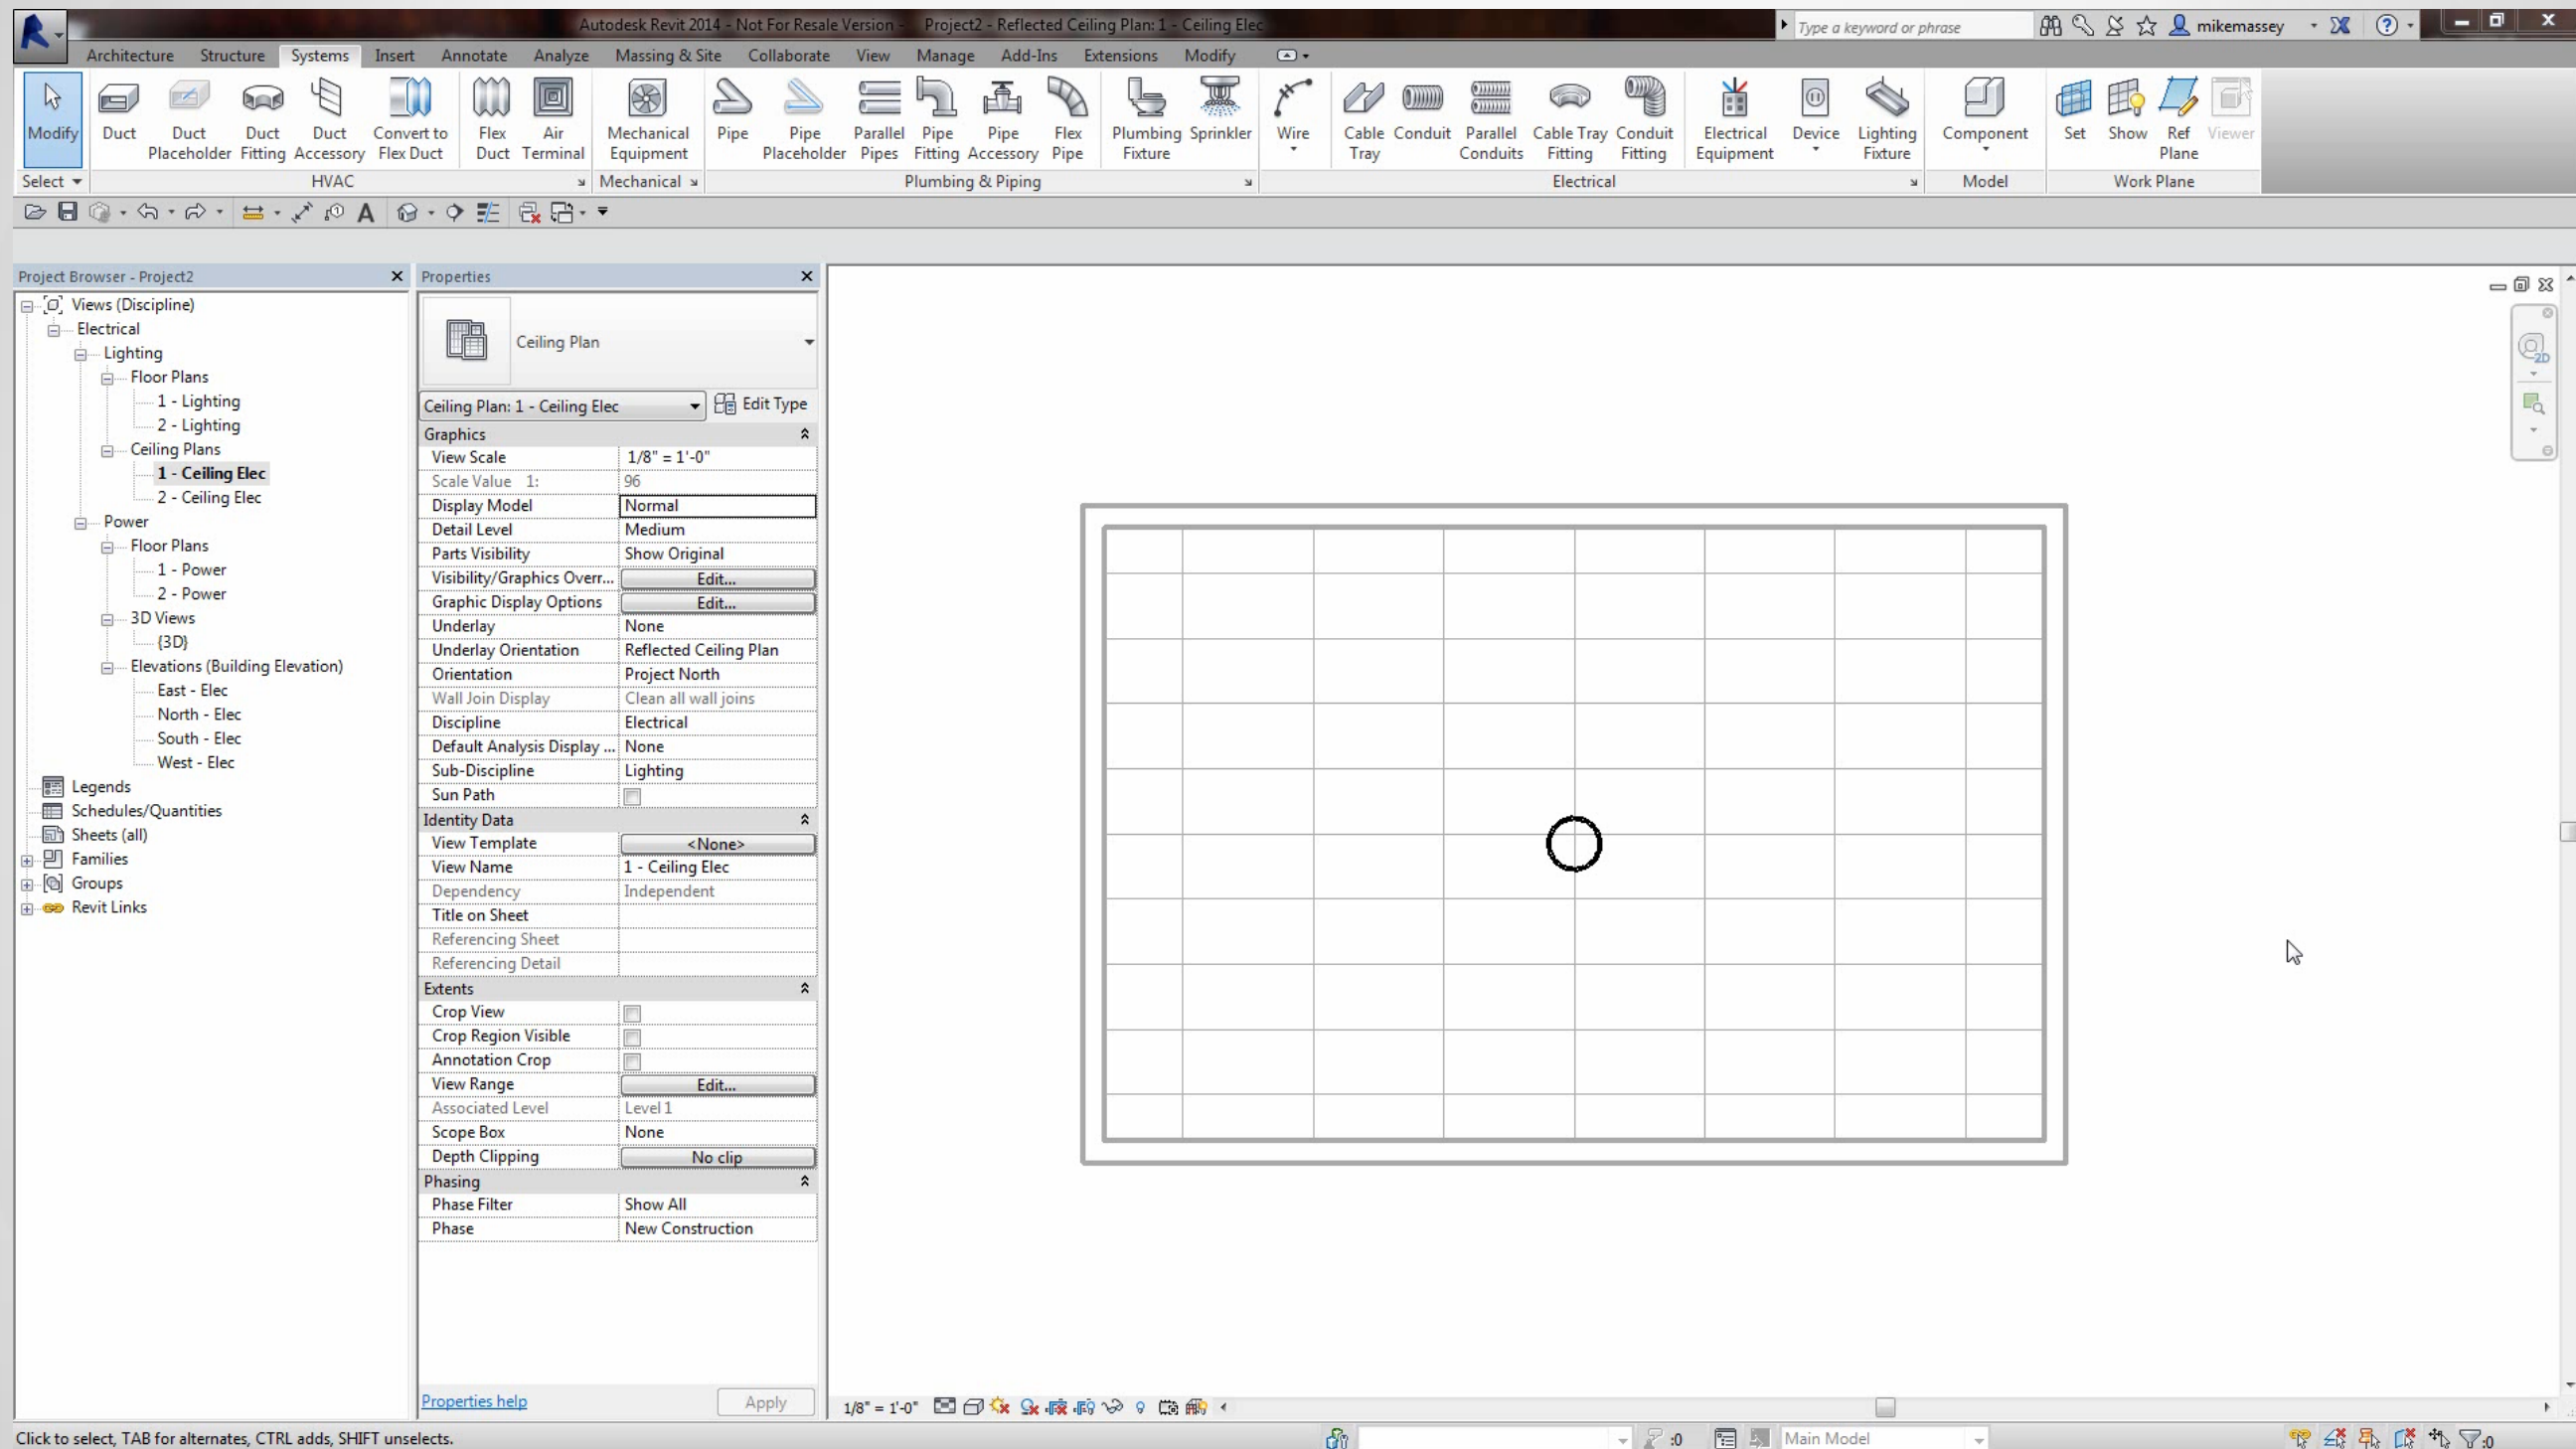 Autodesk Revit 2014 - Not For Resale Version - Project2 - Reflected Ceiling Plan: 1 - Ceiling Elec
Type a keyword or phrase
mikemassey
Architecture Structure Systems Insert Annotate Analyze Massing & Site Collaborate View Manage Add-Ins Extensions Modify
Modify
Duct
Duct Placeholder
Duct Fitting
Duct Accessory
Convert to Flex Duct
Flex Duct
Air Terminal
Mechanical Equipment
Pipe
Pipe Placeholder
Parallel Pipes
Pipe Fitting
Pipe Accessory
Flex Pipe
Plumbing Fixture
Sprinkler
Wire
Cable Tray
Conduit
Parallel Conduits
Cable Tray Fitting
Conduit Fitting
Electrical Equipment
Device
Lighting Fixture
Component
Set
Show
Ref Plane
Viewer
Select HVAC Mechanical Plumbing & Piping Electrical Model Work Plane
A
Project Browser - Project2
Views (Discipline)
Electrical
Lighting
Floor Plans
1 - Lighting
2 - Lighting
Ceiling Plans
1 - Ceiling Elec
2 - Ceiling Elec
Power
Floor Plans
1 - Power
2 - Power
3D Views
{3D}
Elevations (Building Elevation)
East - Elec
North - Elec
South - Elec
West - Elec
Legends
Schedules/Quantities
Sheets (all)
Families
Groups
Revit Links
Properties
Ceiling Plan
Ceiling Plan: 1 - Ceiling Elec Edit Type
Graphics
View Scale 1/8" = 1'-0"
Scale Value 1: 96
Display Model Normal
Detail Level Medium
Parts Visibility Show Original
Visibility/Graphics Overr... Edit...
Graphic Display Options Edit...
Underlay None
Underlay Orientation Reflected Ceiling Plan
Orientation Project North
Wall Join Display Clean all wall joins
Discipline Electrical
Default Analysis Display ... None
Sub-Discipline Lighting
Sun Path
Identity Data
View Template <None>
View Name 1 - Ceiling Elec
Dependency Independent
Title on Sheet
Referencing Sheet
Referencing Detail
Extents
Crop View
Crop Region Visible
Annotation Crop
View Range Edit...
Associated Level Level 1
Scope Box None
Depth Clipping No clip
Phasing
Phase Filter Show All
Phase New Construction
Properties help Apply
2D
1/8" = 1'-0"
Click to select, TAB for alternates, CTRL adds, SHIFT unselects.
:0
Main Model
:0